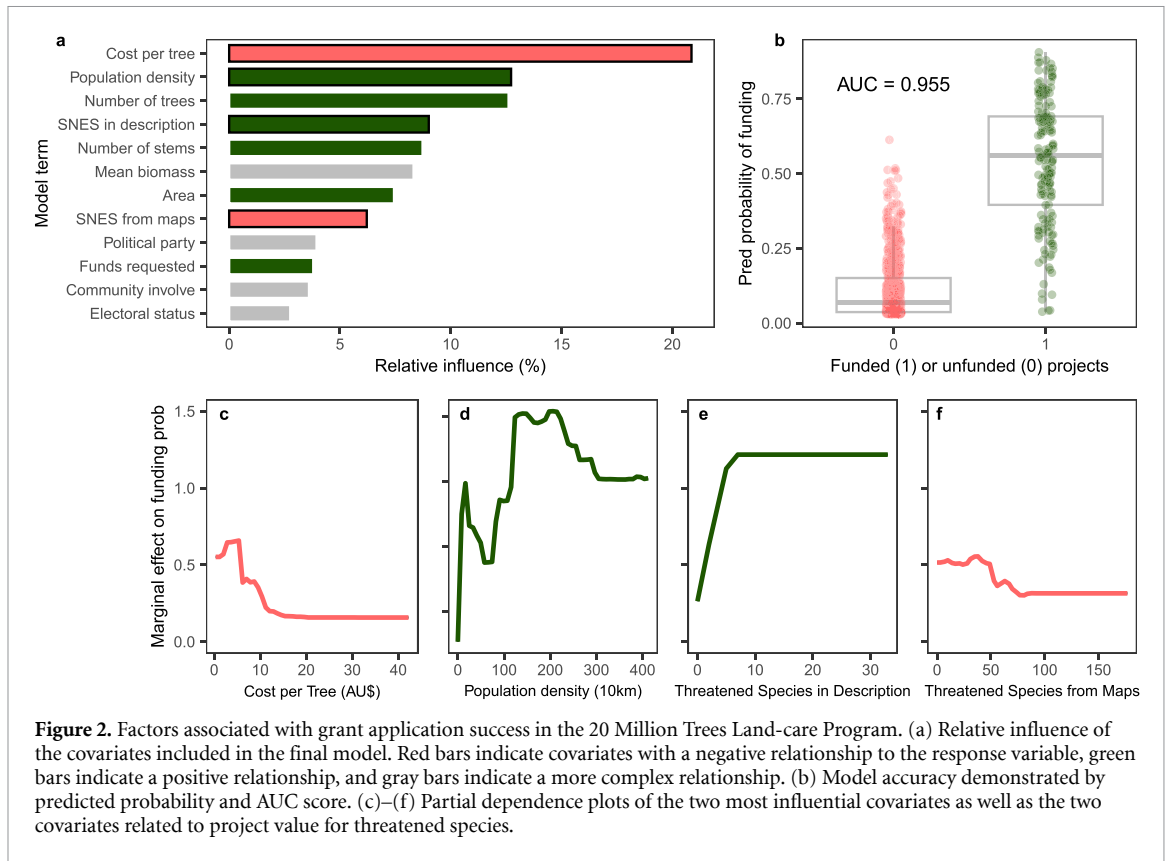 a
Model term
Cost per tree
Population density
Number of trees
SNES in description
Number of stems
Mean biomass
Area
SNES from maps
Political party
Funds requested
Community involve
Electoral status
0 5 10 15 20
Relative influence (%)
b
Pred probability of funding
AUC = 0.955
0.75
0.50
0.25
0.00
0 1
Funded (1) or unfunded (0) projects
Marginal effect on funding prob
1.5
1.0
0.5
0.0
c
0 10 20 30 40
Cost per Tree (AU$)
d
0 100 200 300 400
Population density (10km)
e
0 10 20 30
Threatened Species in Description
f
0 50 100 150
Threatened Species from Maps
Figure 2. Factors associated with grant application success in the 20 Million Trees Land-care Program. (a) Relative influence of
the covariates included in the final model. Red bars indicate covariates with a negative relationship to the response variable, green
bars indicate a positive relationship, and gray bars indicate a more complex relationship. (b) Model accuracy demonstrated by
predicted probability and AUC score. (c)–(f) Partial dependence plots of the two most influential covariates as well as the two
covariates related to project value for threatened species.